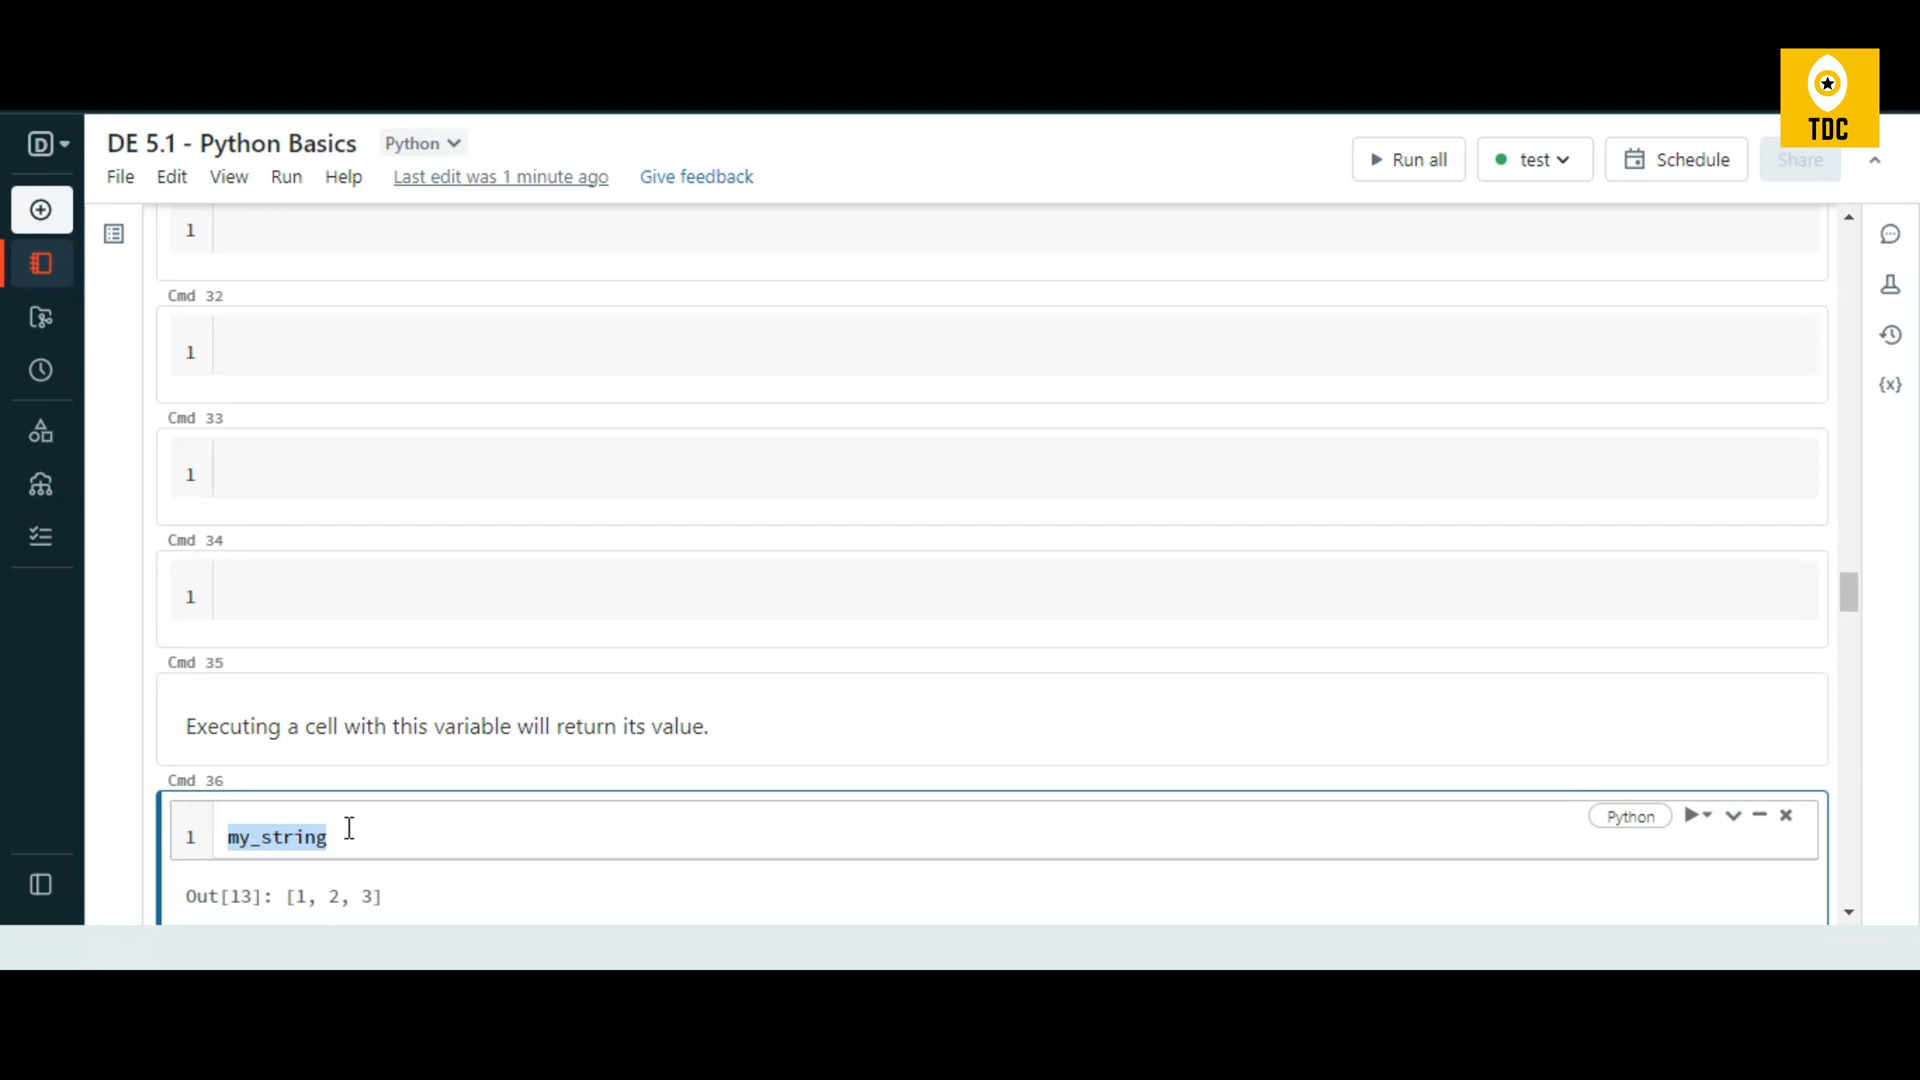 TDC
DE 5.1 - Python Basics Python
File Edit View Run Help Last edit was 1 minute ago Give feedback
Run all test Schedule Share
1
Cmd 32
1
Cmd 33
1
Cmd 34
1
Cmd 35
Executing a cell with this variable will return its value.
Cmd 36
Python
1 my_string
Out[13]: [1, 2, 3]